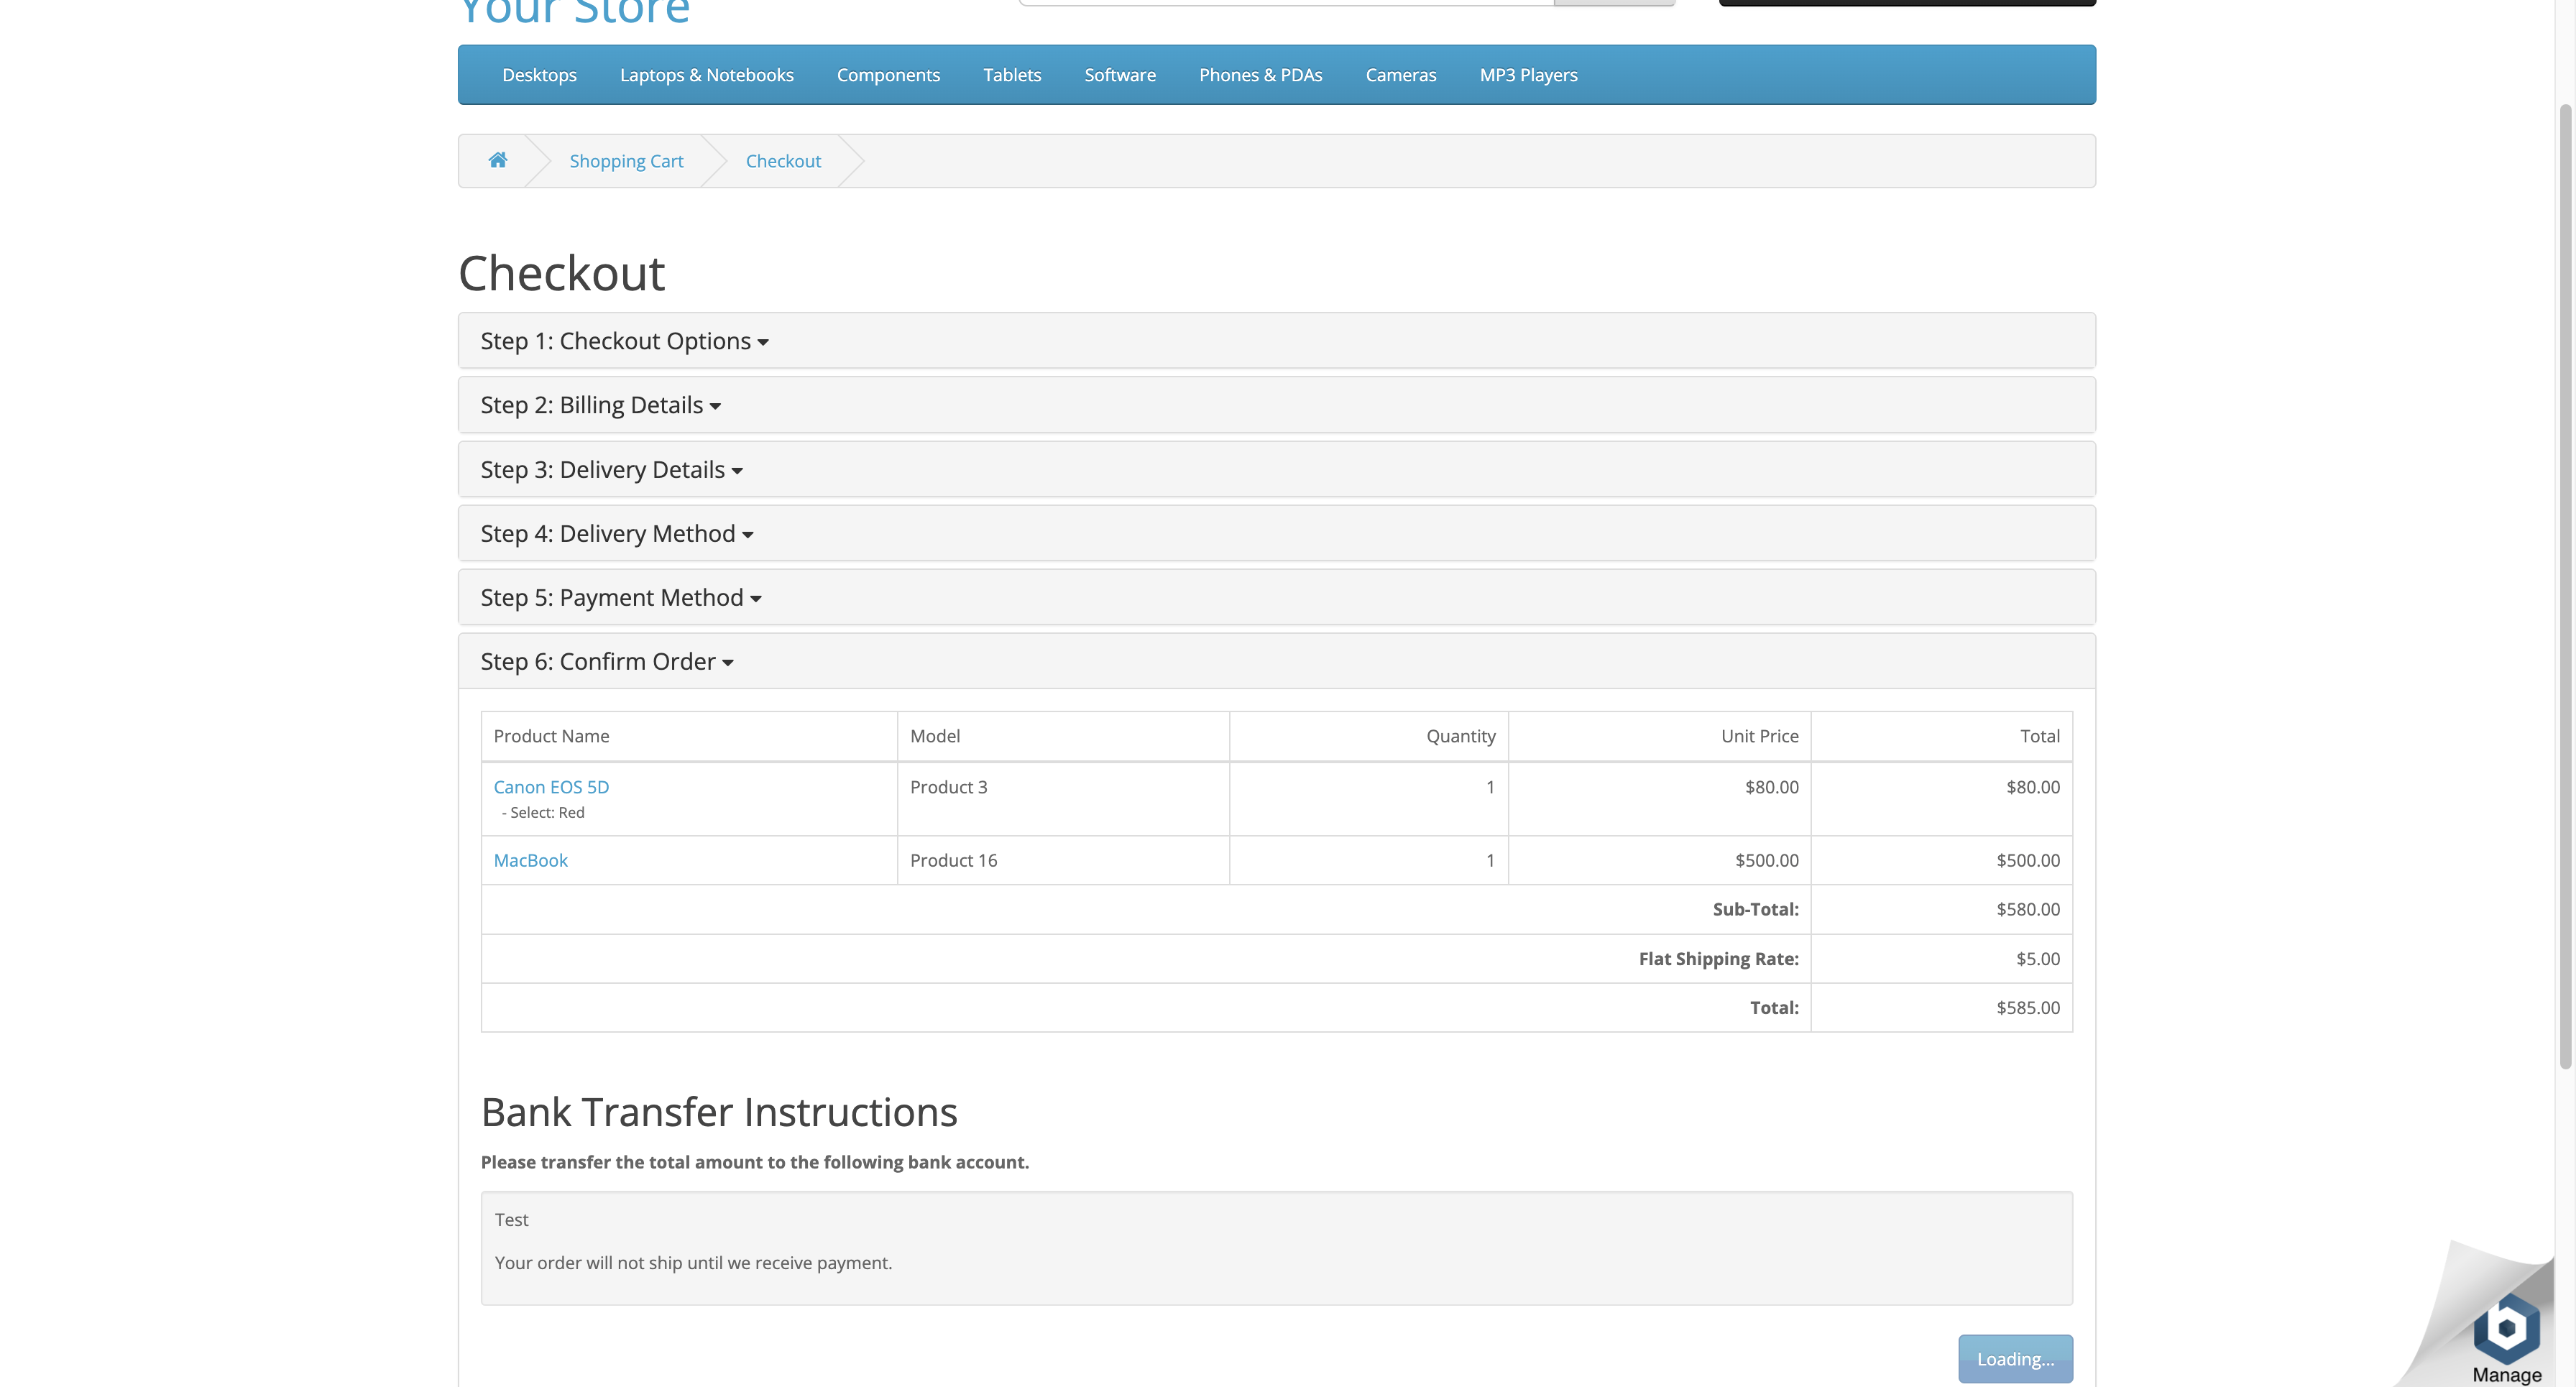 Your Store
Desktops Laptops & Notebooks Components Tablets Software Phones & PDAs Cameras MP3 Players
Shopping Cart Checkout
Checkout
Step 1: Checkout Options
Step 2: Billing Details
Step 3: Delivery Details
Step 4: Delivery Method
Step 5: Payment Method
Step 6: Confirm Order
Product Name Model Quantity Unit Price Total
Canon EOS 5D Product 3 1 $80.00 $80.00
- Select: Red
MacBook Product 16 1 $500.00 $500.00
Sub-Total: $580.00
Flat Shipping Rate: $5.00
Total: $585.00
Bank Transfer Instructions
Please transfer the total amount to the following bank account.
Test
Your order will not ship until we receive payment.
Loading...
Manage